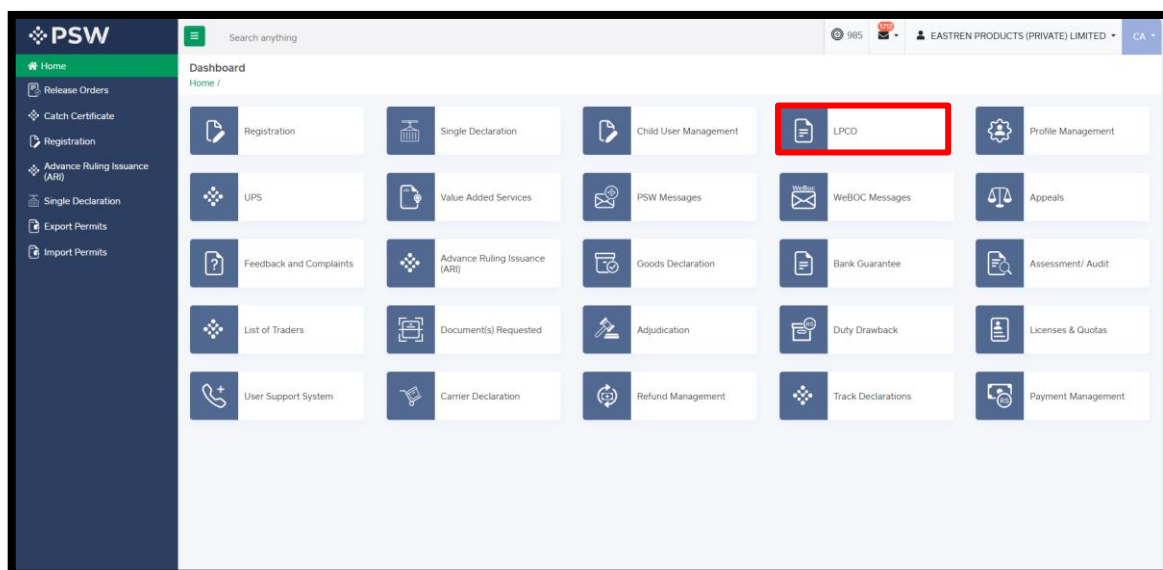 PSW
Search anything
985
EASTREN PRODUCTS (PRIVATE) LIMITED
CA
Home
Release Orders
Catch Certificate
Registration
Advance Ruling Issuance
(ARI)
Single Declaration
Export Permits
Import Permits
Dashboard
Home /
Registration
Single Declaration
Child User Management
LPCO
Profile Management
UPS
Value Added Services
PSW Messages
WeBOC
WeBOC Messages
Appeals
Feedback and Complaints
Advance Ruling Issuance
(ARI)
Goods Declaration
Bank Guarantee
Assessment/ Audit
List of Traders
Document(s) Requested
Adjudication
Duty Drawback
Licenses & Quotas
User Support System
Carrier Declaration
Refund Management
Track Declarations
Payment Management